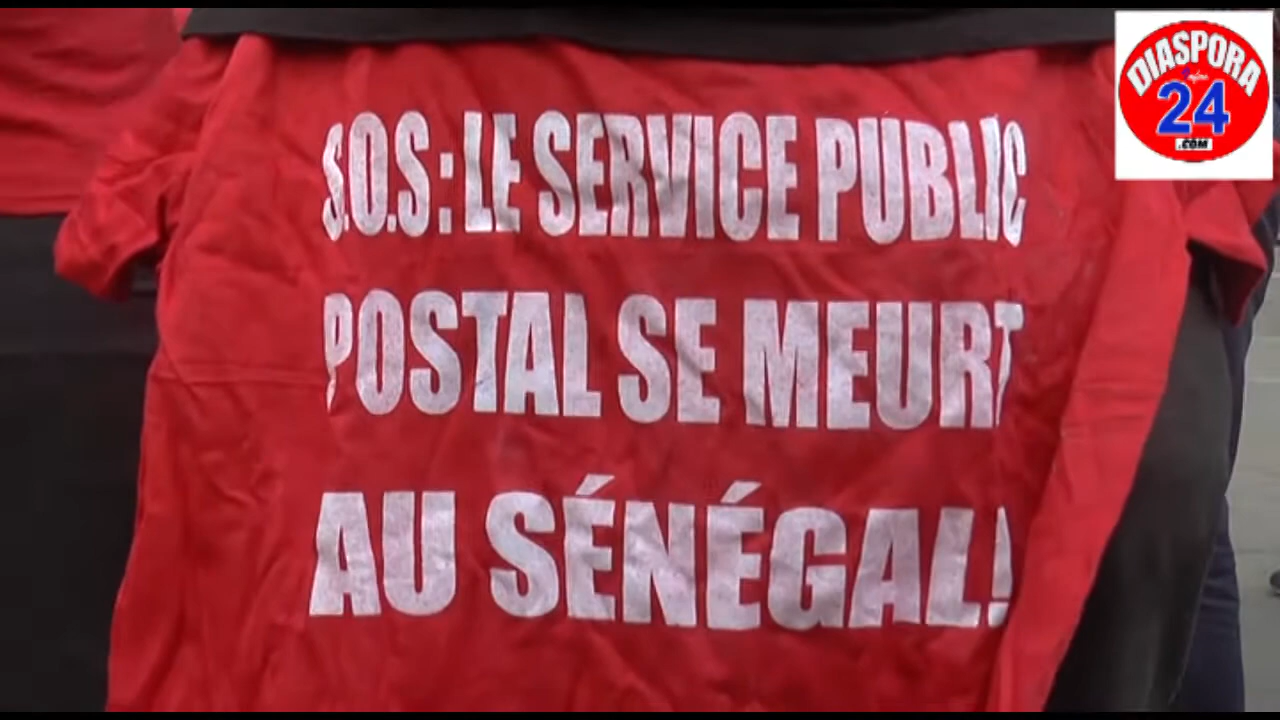 S.O.S: LE SERVICE PUBLIC
POSTAL SE MEURT
AU SÉNÉGAL!
DIASPORA
24
.COM